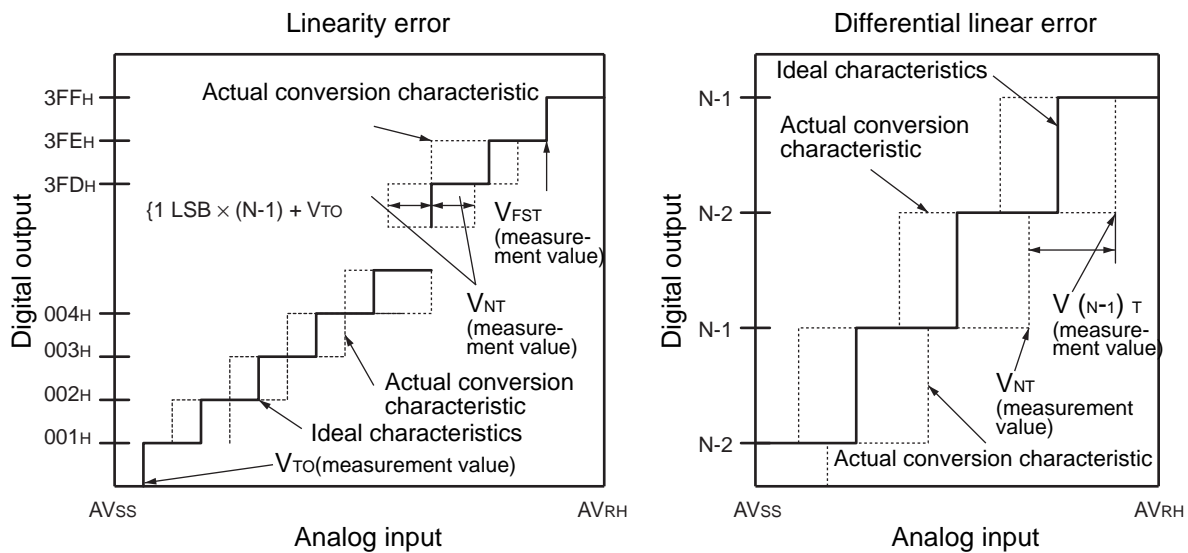 Linearity error
3FFH
3FEH
3FDH
004H
003H
002H
001H
Digital output
Actual conversion characteristic
{1 LSB × (N-1) + VTO
VFST
(measure-
ment value)
VNT
(measure-
ment value)
Actual conversion
characteristic
Ideal characteristics
VTO(measurement value)
AVSS
AVRH
Analog input
Differential linear error
N-1
N-2
N-1
N-2
Digital output
Ideal characteristics
Actual conversion
characteristic
V (N-1) T
(measure-
ment value)
VNT
(measurement
value)
Actual conversion characteristic
AVSS
AVRH
Analog input